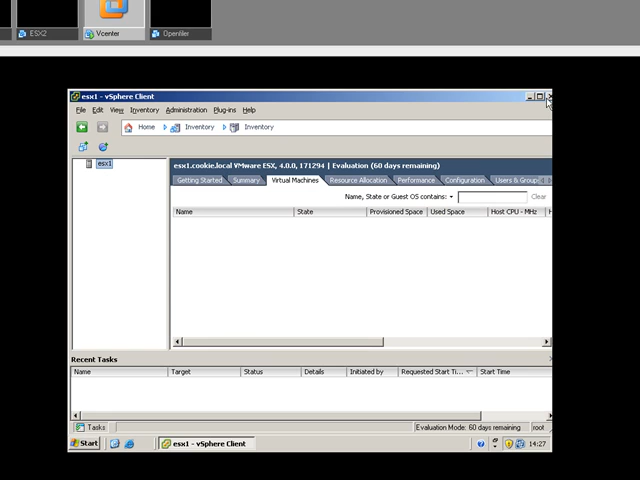 ESX2
Vcenter
Openfiler
esx1 - vSphere Client
File Edit View Inventory Administration Plug-ins Help
Home Inventory Inventory
esx1
esx1.cookie.local VMware ESX, 4.0.0, 171294 | Evaluation (60 days remaining)
Getting Started Summary Virtual Machines Resource Allocation Performance Configuration Users & Group
Name, State or Guest OS contains: Clear
Name State Provisioned Space Used Space Host CPU - MHz H
Recent Tasks
Name Target Status Details Initiated by Requested Start Ti... Start Time
Tasks Evaluation Mode: 60 days remaining root
Start esx1 - vSphere Client 14:27